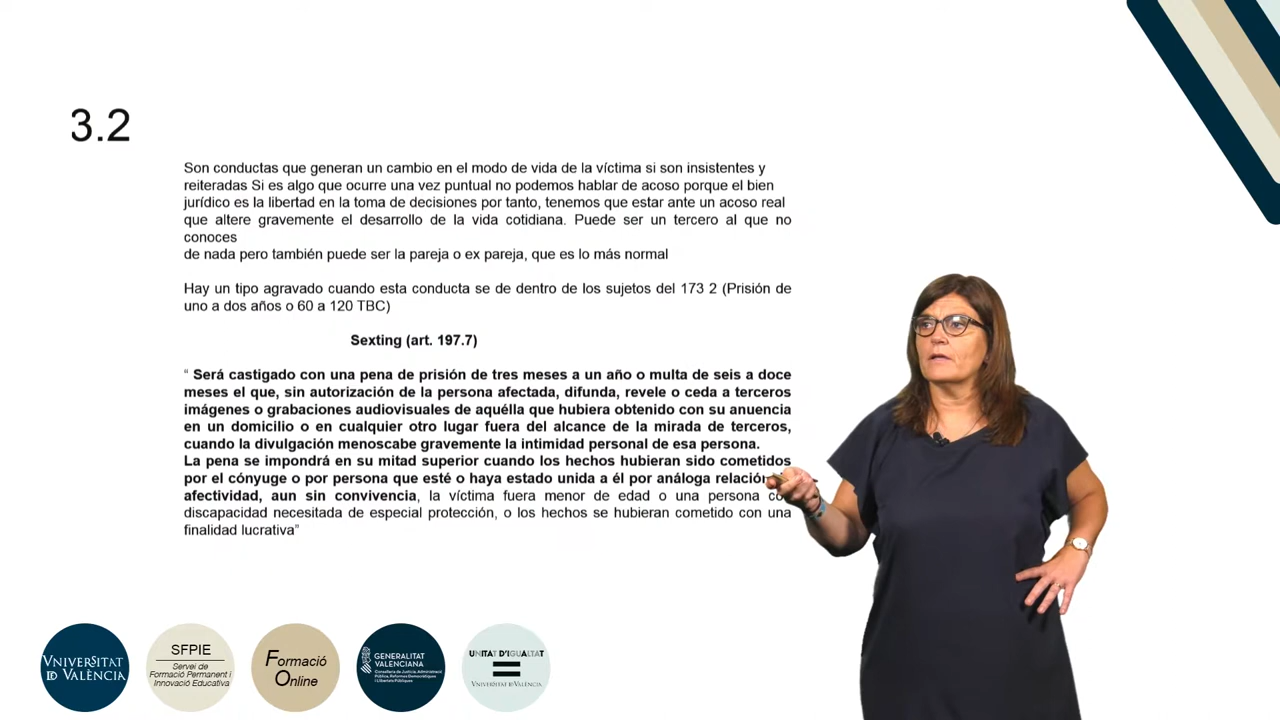 3.2
Son conductas que generan un cambio en el modo de vida de la víctima si son insistentes y
reiteradas Si es algo que ocurre una vez puntual no podemos hablar de acoso porque el bien
jurídico es la libertad en la toma de decisiones por tanto, tenemos que estar ante un acoso real
que altere gravemente el desarrollo de la vida cotidiana. Puede ser un tercero al que no
conoces
de nada pero también puede ser la pareja o ex pareja, que es lo más normal
Hay un tipo agravado cuando esta conducta se de dentro de los sujetos del 173 2 (Prisión de
uno a dos años o 60 a 120 TBC)
Sexting (art. 197.7)
“ Será castigado con una pena de prisión de tres meses a un año o multa de seis a doce
meses el que, sin autorización de la persona afectada, difunda, revele o ceda a terceros
imágenes o grabaciones audiovisuales de aquélla que hubiera obtenido con su anuencia
en un domicilio o en cualquier otro lugar fuera del alcance de la mirada de terceros,
cuando la divulgación menoscabe gravemente la intimidad personal de esa persona.
La pena se impondrá en su mitad superior cuando los hechos hubieran sido cometidos
por el cónyuge o por persona que esté o haya estado unida a él por análoga relación
afectividad, aun sin convivencia, la víctima fuera menor de edad o una persona
discapacidad necesitada de especial protección, o los hechos se hubieran cometido con una
finalidad lucrativa”
VNIVERSITAT
DE VALÈNCIA
SFPIE
Servei de
Formació Permanent i
Innovació Educativa
Formació
Online
GENERALITAT
VALENCIANA
Conselleria de Justícia, Administració
Pública, Reformes Democràtiques
i Llibertats Públiques
UNITAT D'IGUALTAT
VNIVERSITAT DE VALÈNCIA